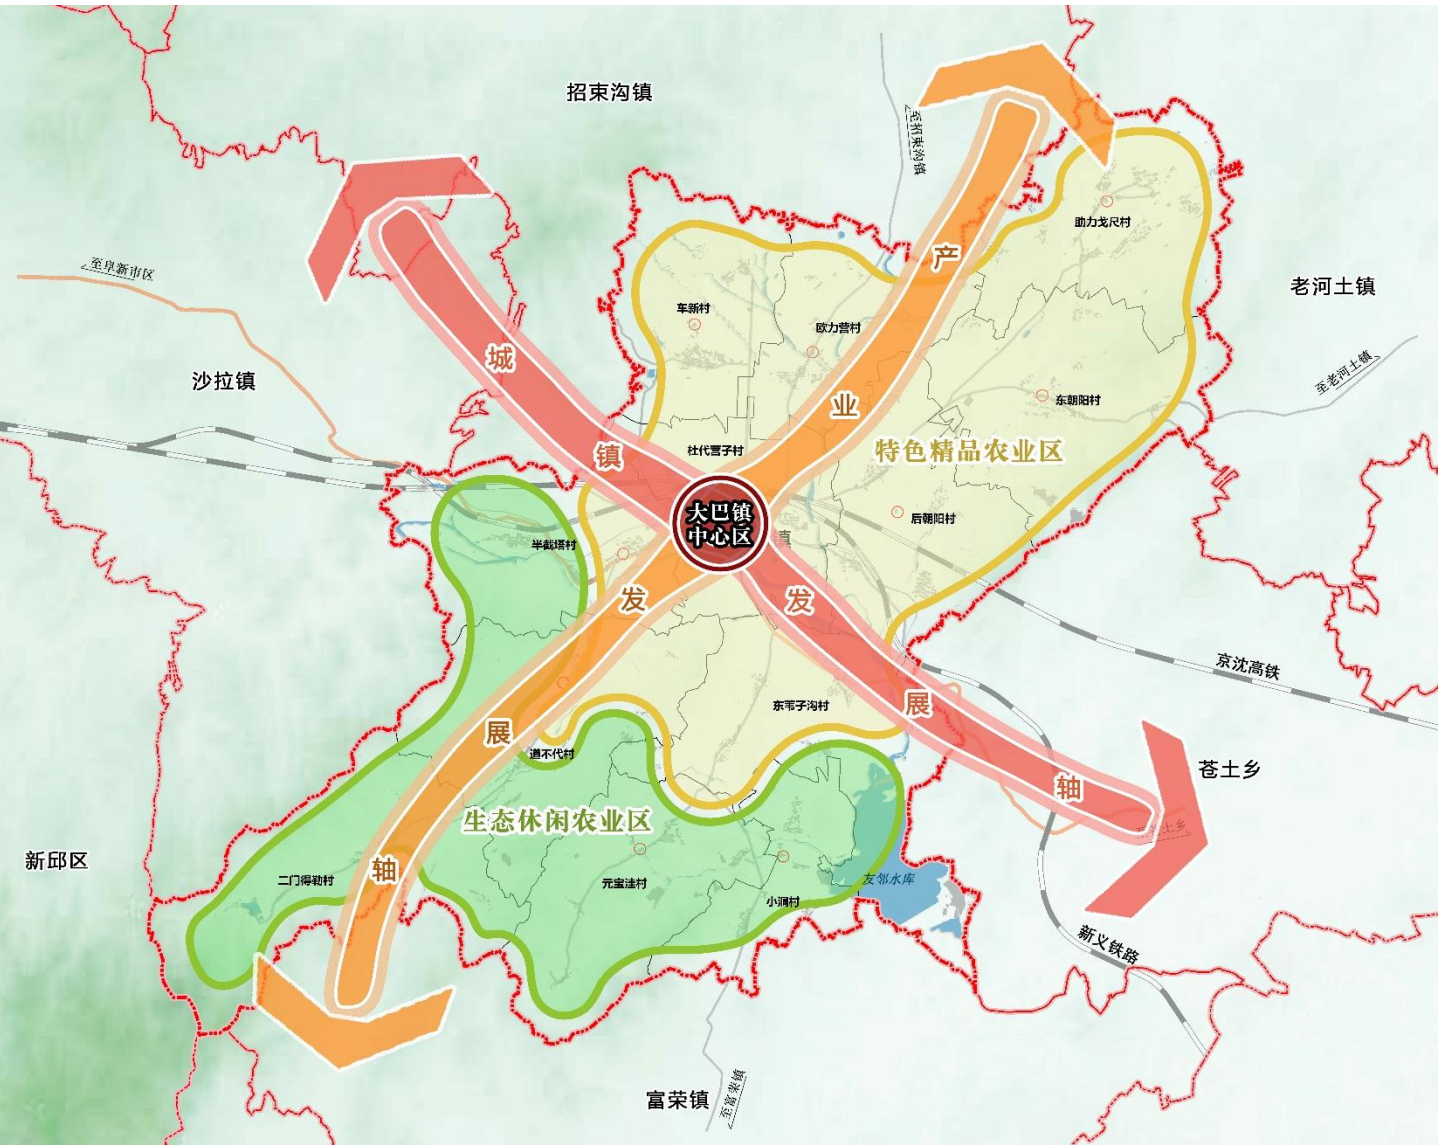 招束沟镇
至招束沟镇
助力戈尺村
产
至阜新市区
老河土镇
车新村
欧力营村
城
至老河土镇
沙拉镇
业
东朝阳村
镇
杜代营子村
特色精品农业区
大巴镇
中心区
镇
后朝阳村
半截塔村
发
发
京沈高铁
展
东苇子沟村
展
道不代村
苍土乡
轴
生态休闲农业区
新邱区
轴
二门得勒村
元宝洼村
友邻水库
小洞村
新义铁路
富荣镇
至富荣镇